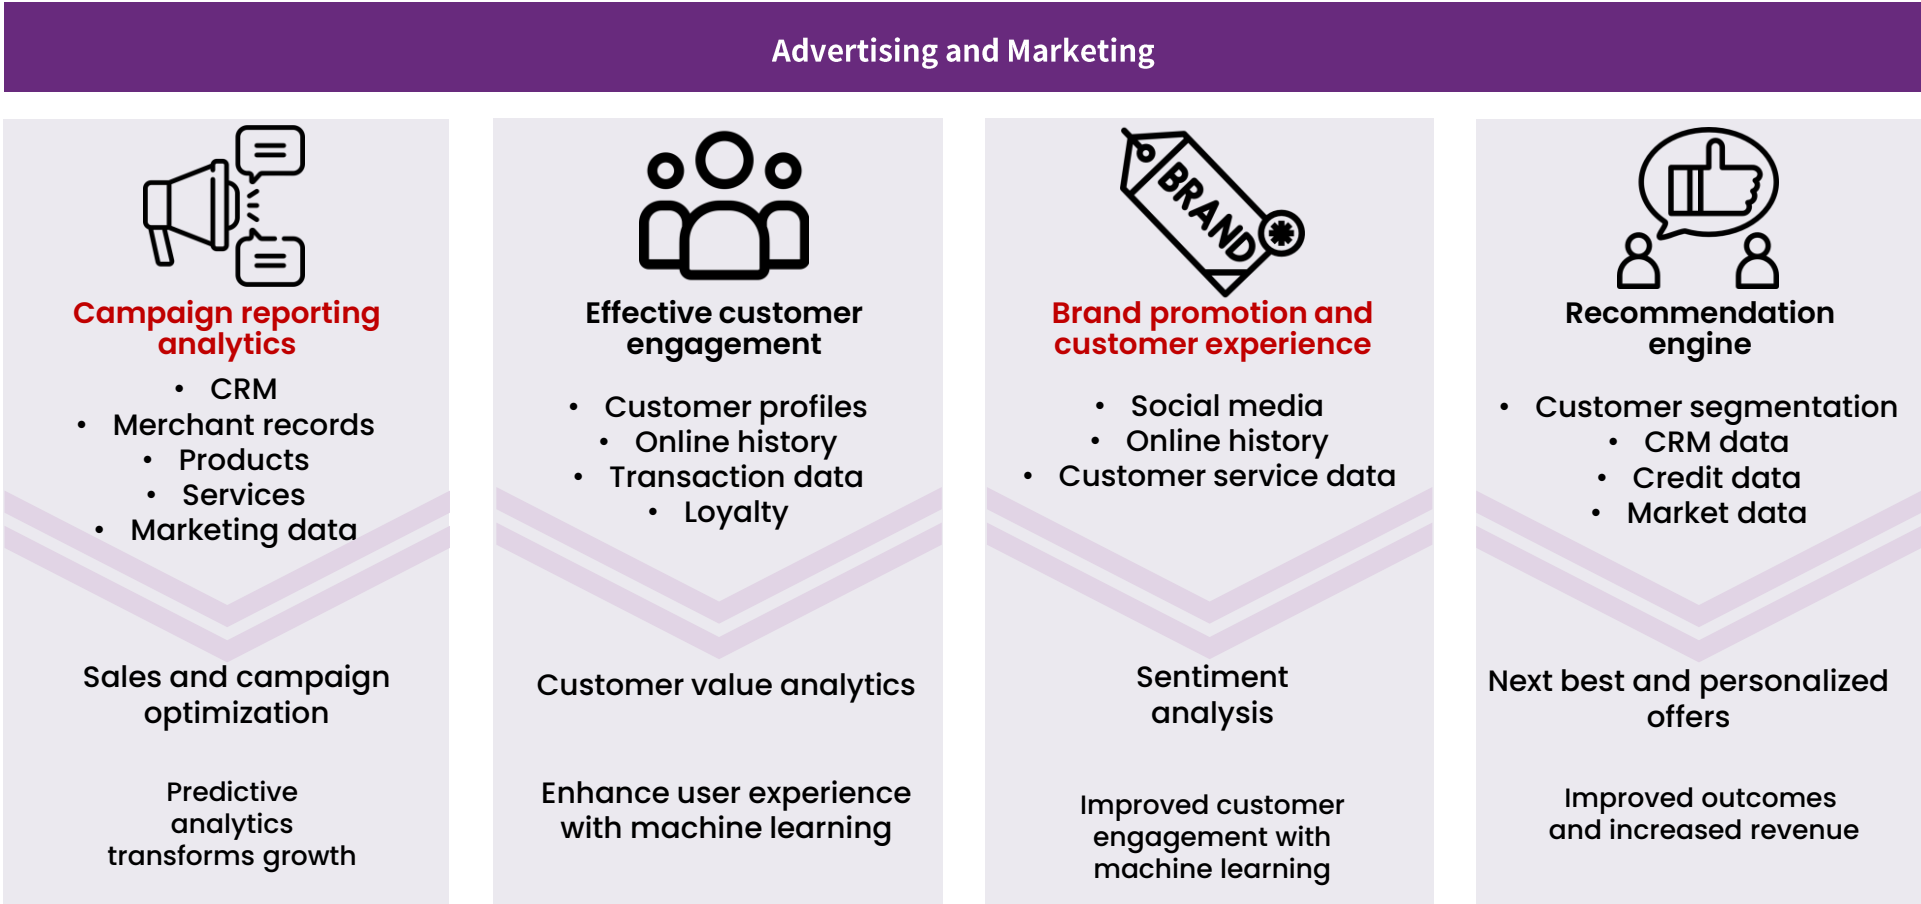 Advertising and Marketing
Campaign reporting
analytics
• CRM
• Merchant records
• Products
• Services
• Marketing data
Sales and campaign
optimization
Predictive
analytics
transforms growth
Effective customer
engagement
• Customer profiles
• Online history
• Transaction data
• Loyalty
Customer value analytics
Enhance user experience
with machine learning
BRAND
Brand promotion and
customer experience
• Social media
• Online history
• Customer service data
Sentiment
analysis
Improved customer
engagement with
machine learning
Recommendation
engine
• Customer segmentation
• CRM data
• Credit data
• Market data
Next best and personalized
offers
Improved outcomes
and increased revenue